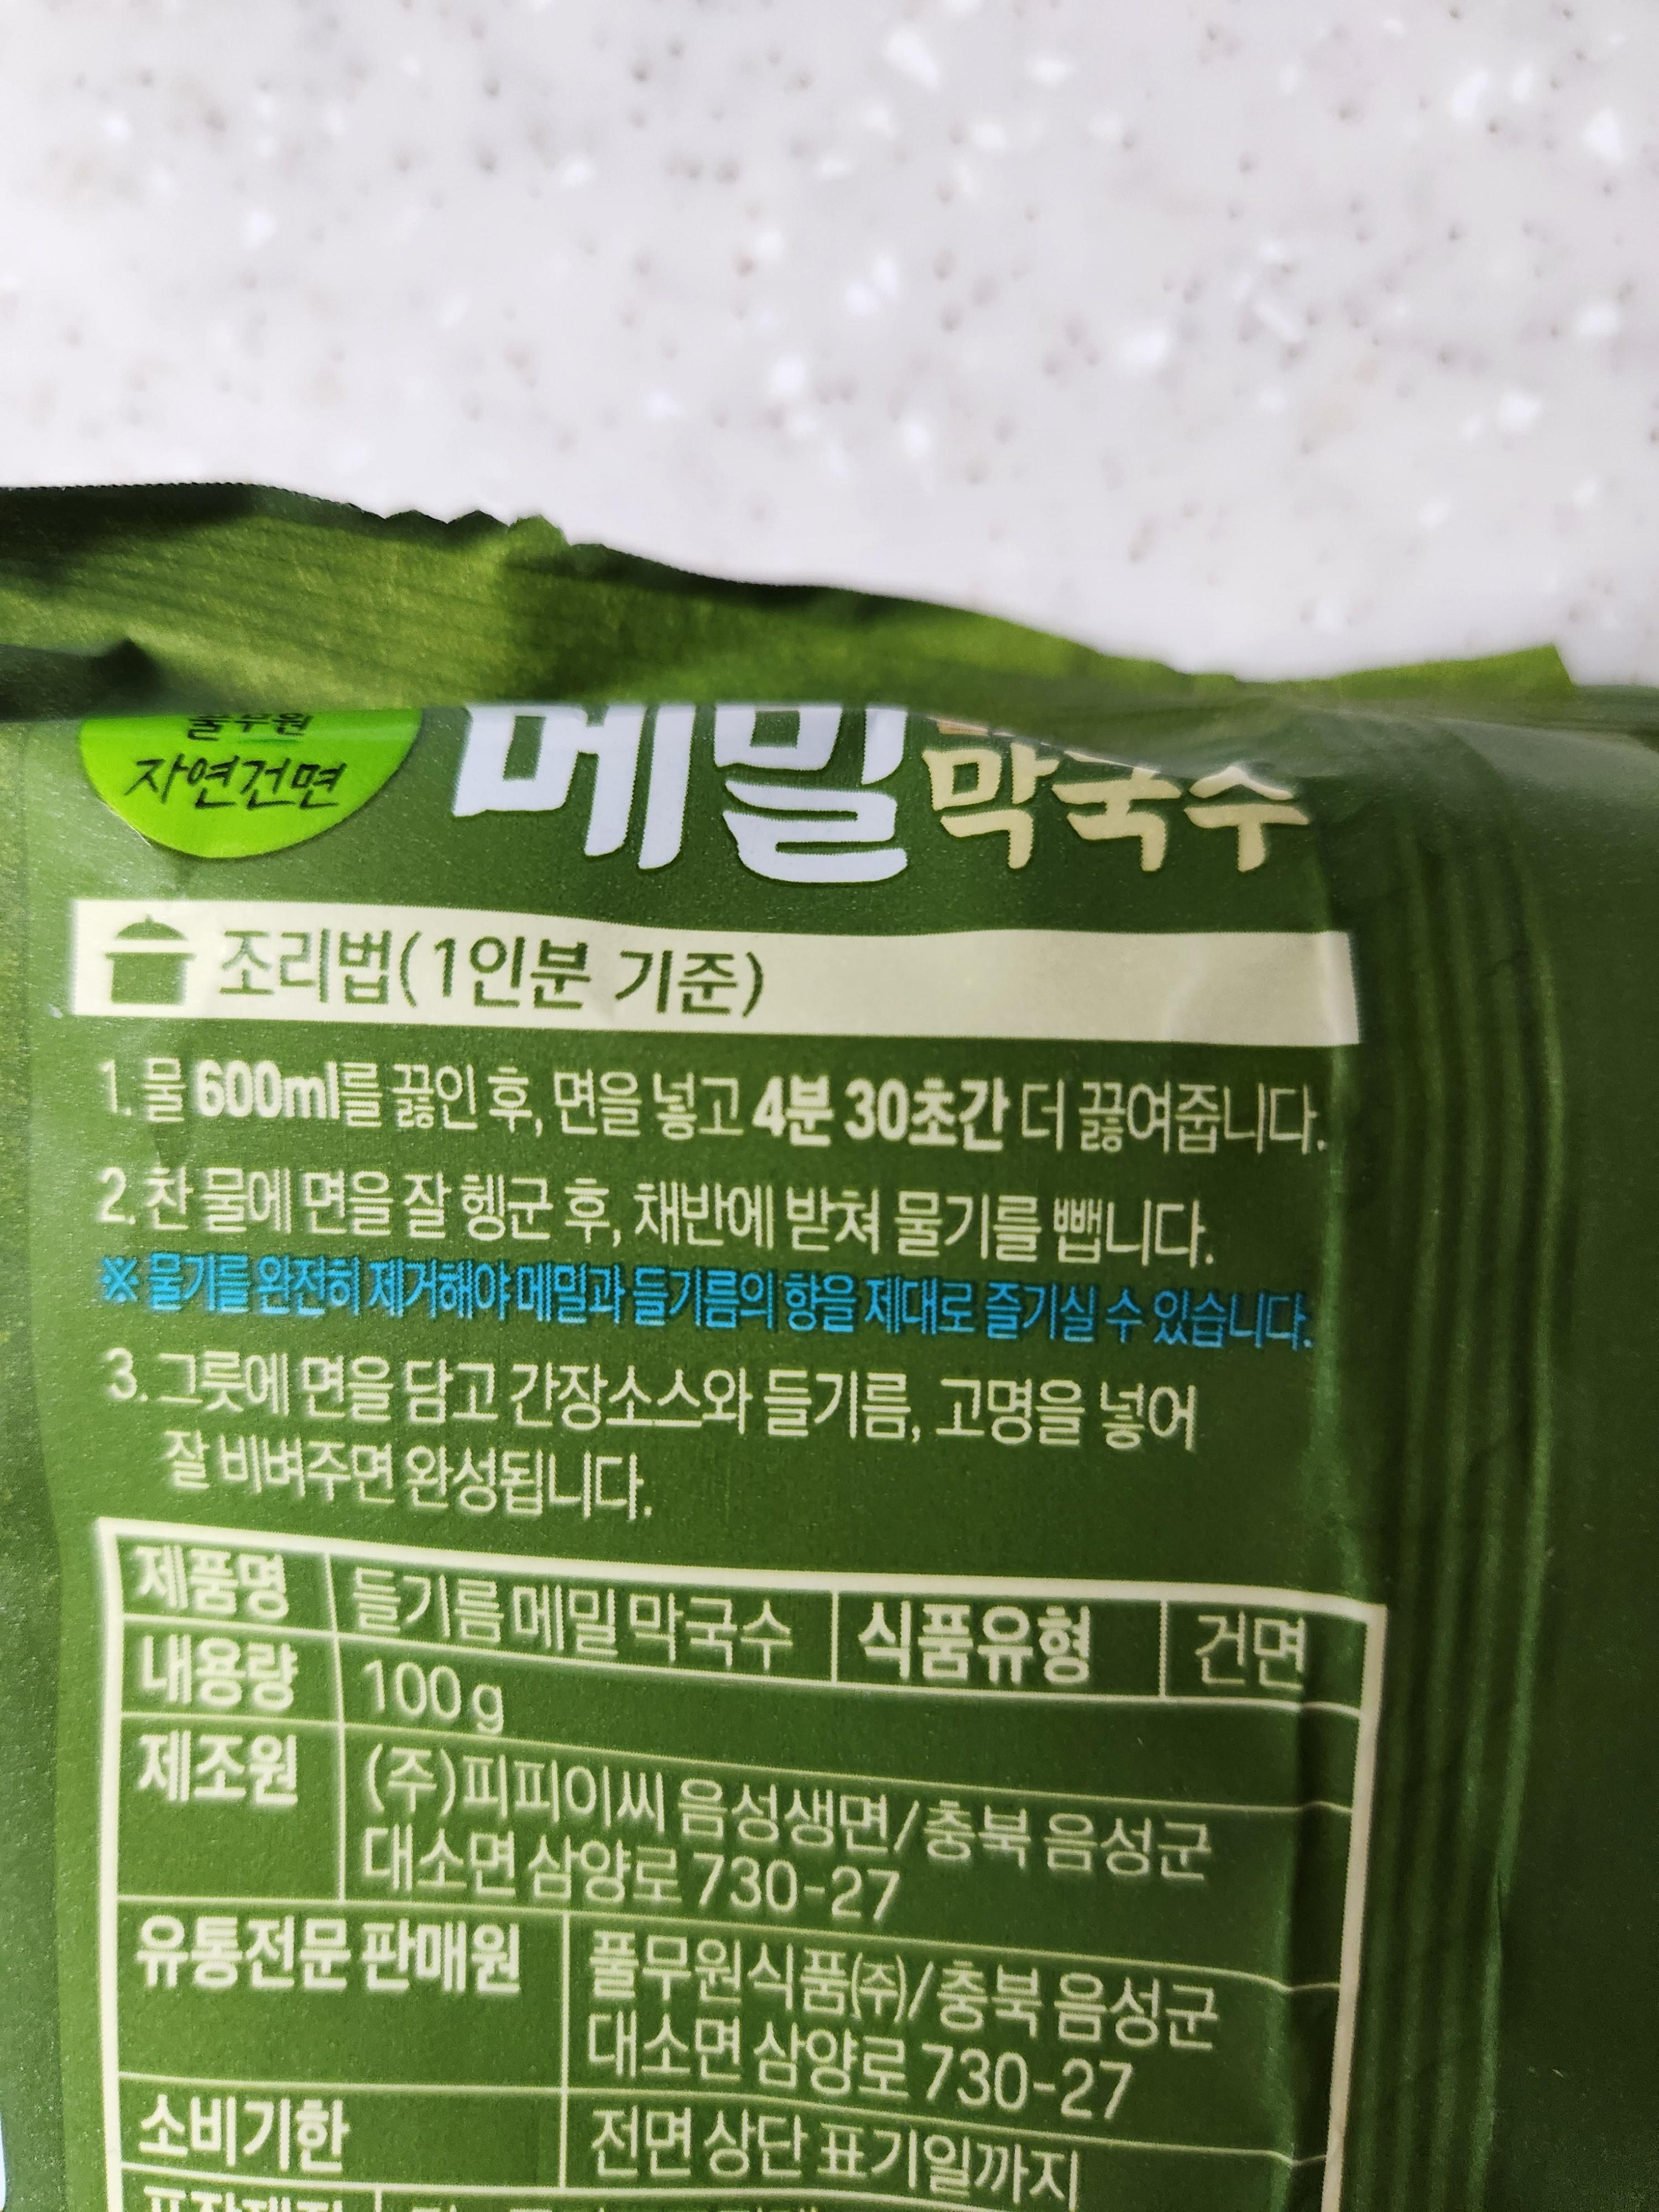 풀무원
자연건면
메밀 막국수
조리법(1인분 기준)
1. 물 600ml를 끓인 후, 면을 넣고 4분 30초간 더 끓여줍니다.
2. 찬 물에 면을 잘 헹군 후, 채반에 받쳐 물기를 뺍니다.
※ 물기를 완전히 제거해야 메밀과 들기름의 향을 제대로 즐기실 수 있습니다.
3. 그릇에 면을 담고 간장소스와 들기름, 고명을 넣어
잘 비벼주면 완성됩니다.
제품명 들기름 메밀 막국수 식품유형 건면
내용량 100g
제조원 (주)피피이씨 음성생면/충북 음성군
대소면 삼양로 730-27
유통전문 판매원 풀무원식품(주)/충북 음성군
대소면 삼양로 730-27
소비기한 전면 상단 표기일까지